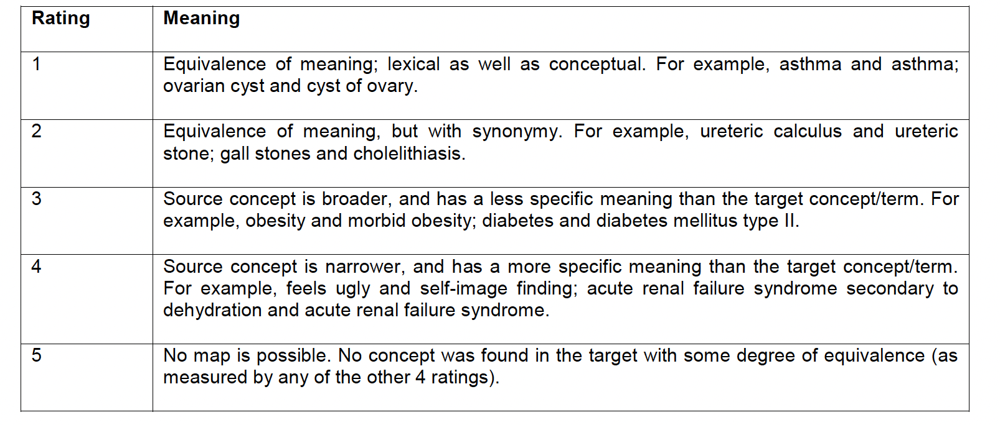 Rating Meaning
1 Equivalence of meaning; lexical as well as conceptual. For example, asthma and asthma;
ovarian cyst and cyst of ovary.
2 Equivalence of meaning, but with synonymy. For example, ureteric calculus and ureteric
stone; gall stones and cholelithiasis.
3 Source concept is broader, and has a less specific meaning than the target concept/term. For
example, obesity and morbid obesity; diabetes and diabetes mellitus type II.
4 Source concept is narrower, and has a more specific meaning than the target concept/term.
For example, feels ugly and self-image finding; acute renal failure syndrome secondary to
dehydration and acute renal failure syndrome.
5 No map is possible. No concept was found in the target with some degree of equivalence (as
measured by any of the other 4 ratings).